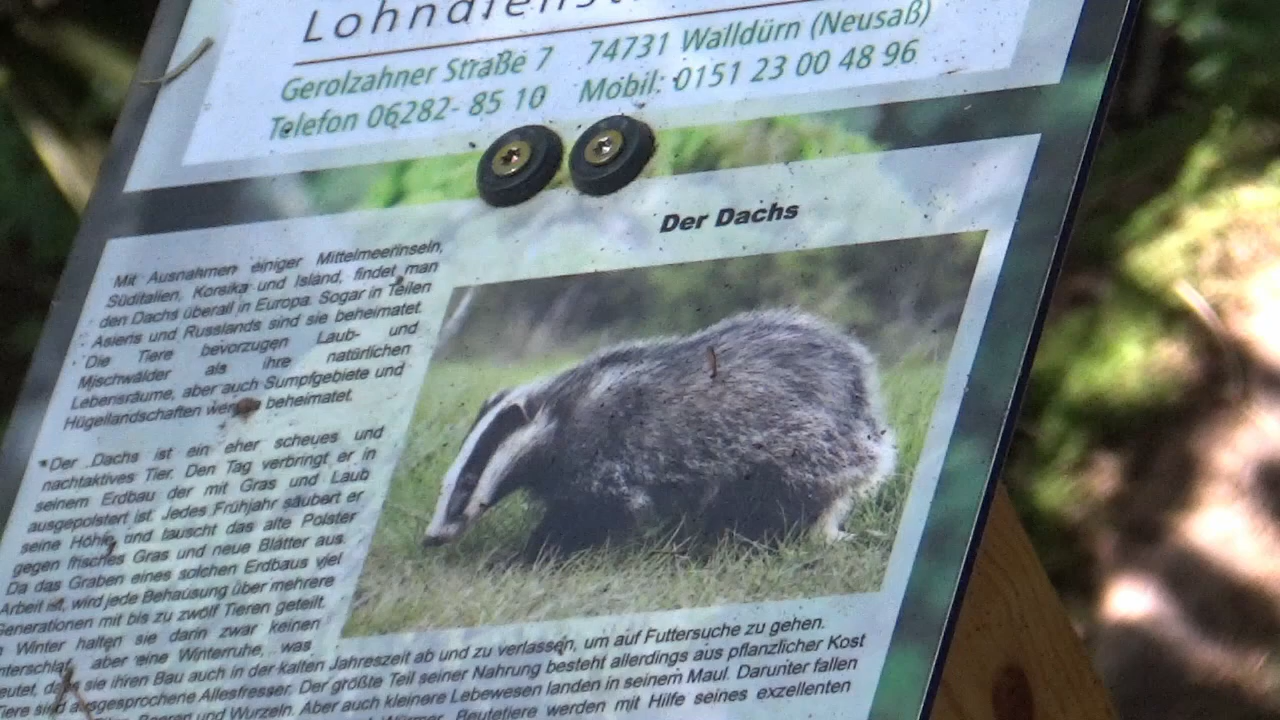 Lohndienst
Gerolzahner Straße 7 74731 Walldürn (Neusaß)
Telefon 06282- 85 10 Mobil: 0151 23 00 48 96
Der Dachs
Mit Ausnahmen einiger Mittelmeerinseln,
Süditalien, Korsika und Island, findet man
den Dachs überall in Europa. Sogar in Teilen
Asiens und Russlands sind sie beheimatet.
Die Tiere bevorzugen Laub- und
Mischwälder als ihre natürlichen
Lebensräume, aber auch Sumpfgebiete und
Hügellandschaften beheimatet.
Der Dachs ist ein eher scheues und
nachtaktives Tier. Den Tag verbringt er in
seinem Erdbau der mit Gras und Laub
ausgepolstert ist. Jedes Frühjahr säubert er
seine Höhle und tauscht das alte Polster
gegen frisches Gras und neue Blätter aus.
Da das Graben eines solchen Erdbaus viel
Arbeit ist, wird jede Behausung über mehrere
Generationen mit bis zu zwölf Tieren geteilt.
Winter halten sie darin zwar keinen
nterschlaf, aber eine Winterruhe, was
eutet, das sie ihren Bau auch in der kalten Jahreszeit ab und zu verlassen, um auf Futtersuche zu gehen.
Tiere sind ausgesprochene Allesfresser. Der größte Teil seiner Nahrung besteht allerdings aus pflanzlicher Kost
Beeren und Wurzeln. Aber auch kleinere Lebewesen landen in seinem Maul. Darunter fallen
Würmer. Beutetiere werden mit Hilfe seines exzellenten